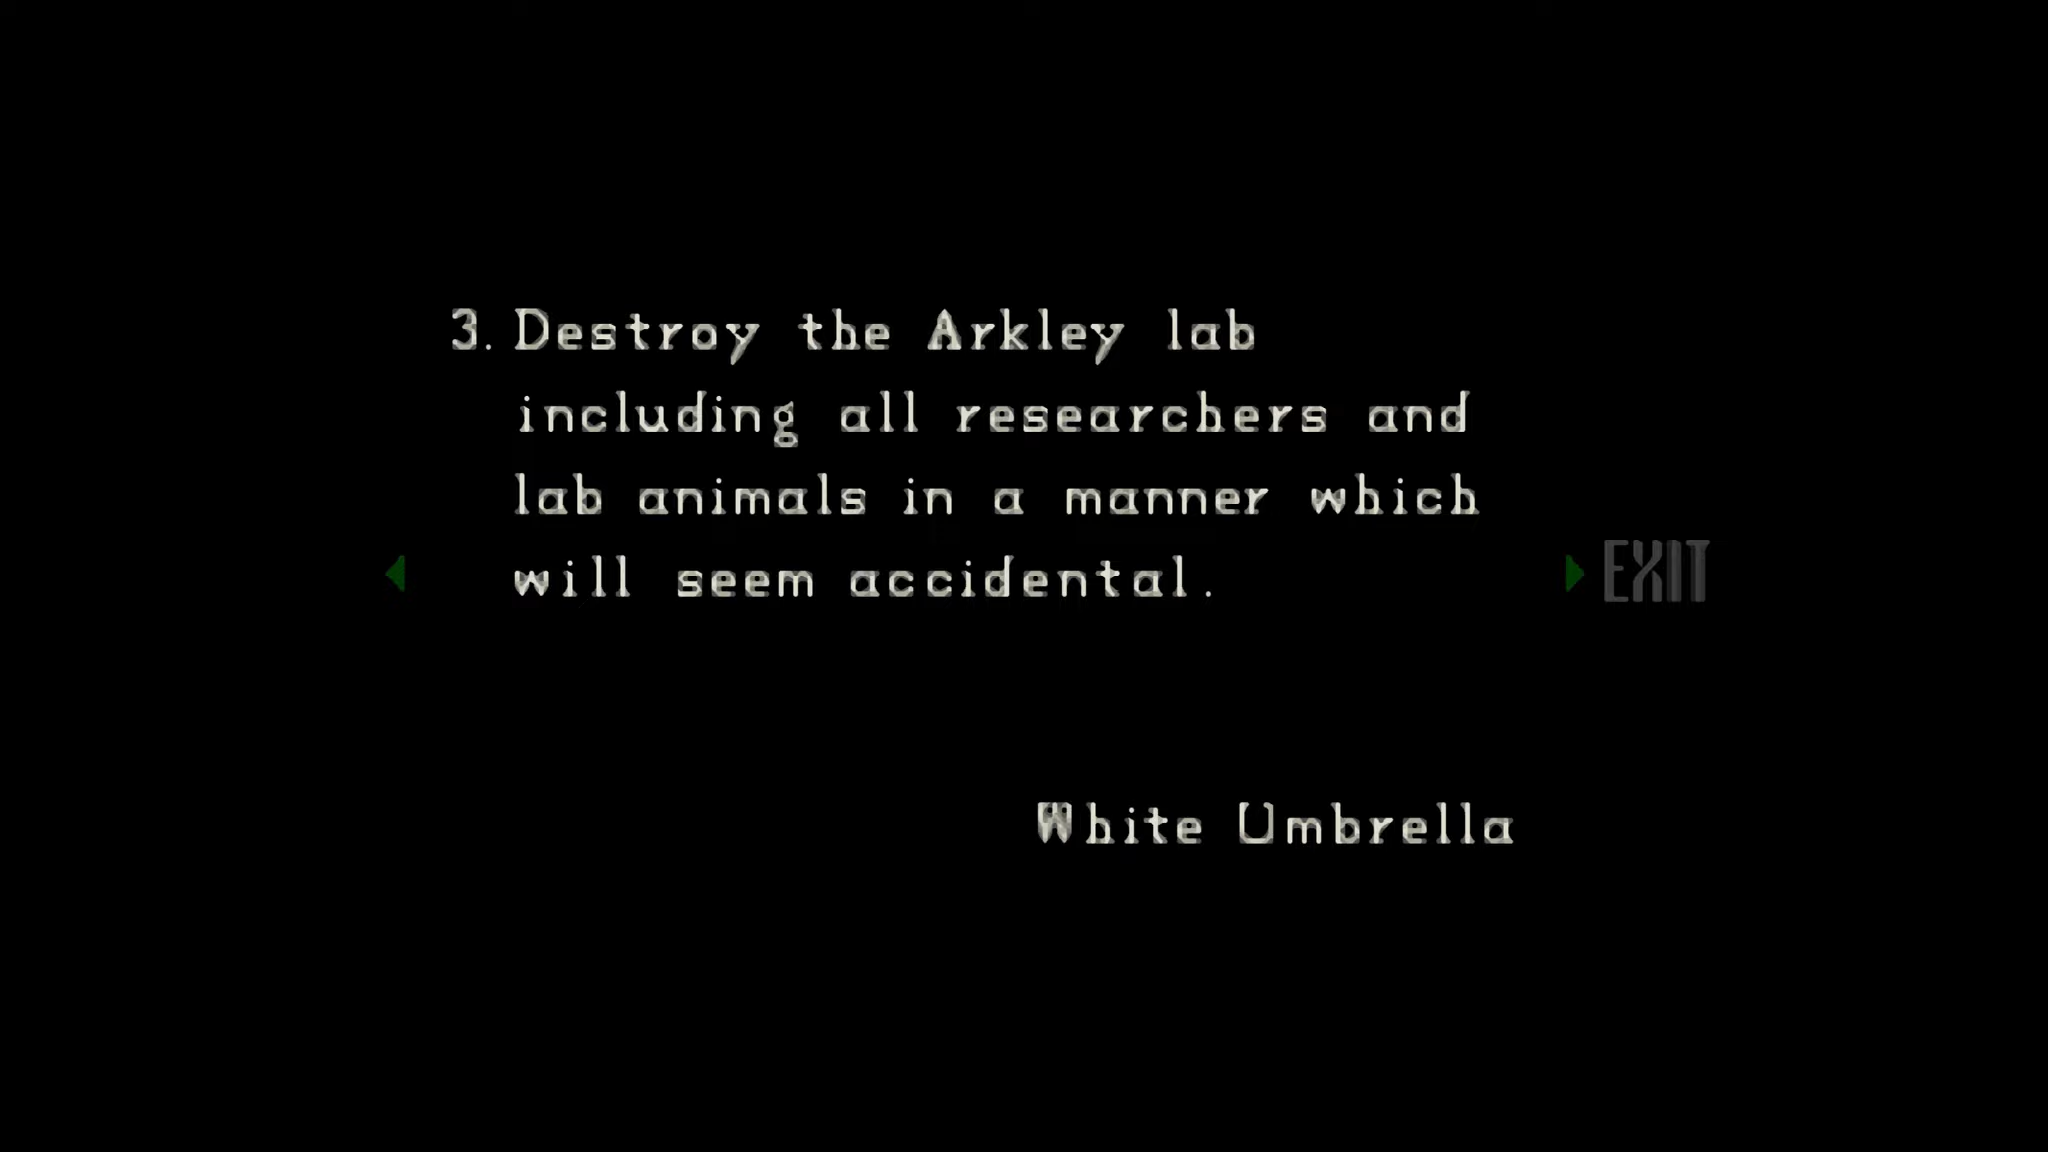 3. Destroy the Arkley lab
including all researchers and
lab animals in a manner which
will seem accidental.
EXIT
White Umbrella